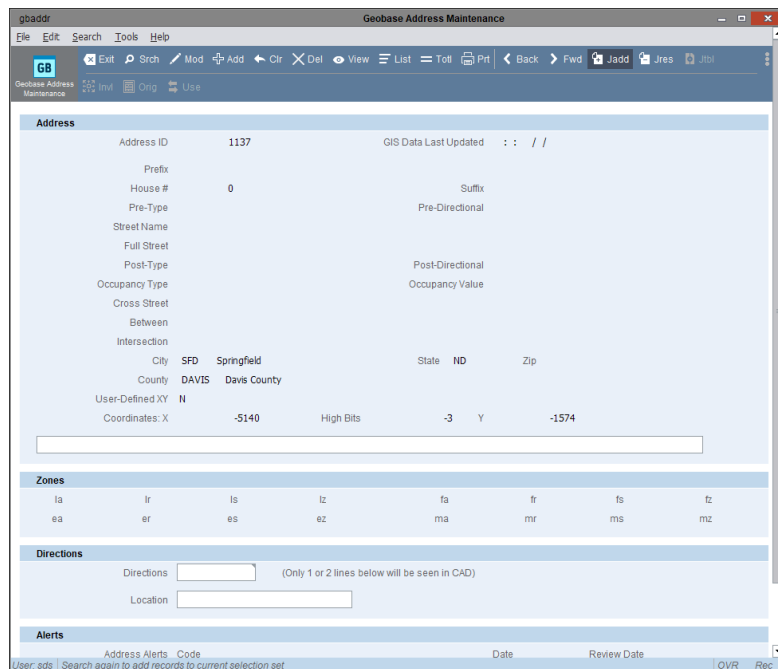 gbaddr Geobase Address Maintenance
File Edit Search Tools Help
GB Exit Srch Mod Add Clr Del View List Totl Prt Back Fwd Jadd Jres Jtbl
Geobase Address Maintenance Invl Orig Use
Address
Address ID 1137 GIS Data Last Updated : : / /
Prefix
House # 0 Suffix
Pre-Type Pre-Directional
Street Name
Full Street
Post-Type Post-Directional
Occupancy Type Occupancy Value
Cross Street
Between
Intersection
City SFD Springfield State ND Zip
County DAVIS Davis County
User-Defined XY N
Coordinates: X -5140 High Bits -3 Y -1574
Zones
la lr ls lz fa fr fs fz
ea er es ez ma mr ms mz
Directions
Directions (Only 1 or 2 lines below will be seen in CAD)
Location
Alerts
Address Alerts Code Date Review Date
User: sds Search again to add records to current selection set OVR Rec